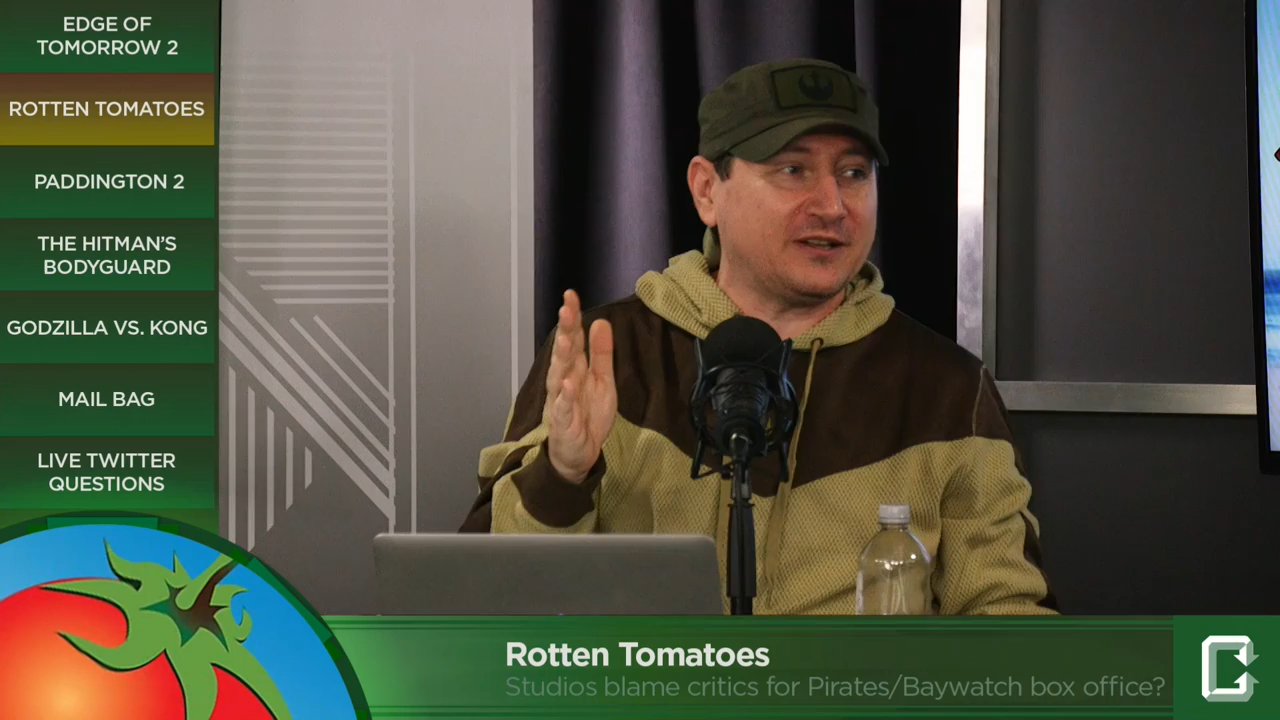 EDGE OF
TOMORROW 2
ROTTEN TOMATOES
PADDINGTON 2
THE HITMAN'S
BODYGUARD
GODZILLA VS. KONG
MAIL BAG
LIVE TWITTER
QUESTIONS
Rotten Tomatoes
Studios blame critics for Pirates/Baywatch box office?